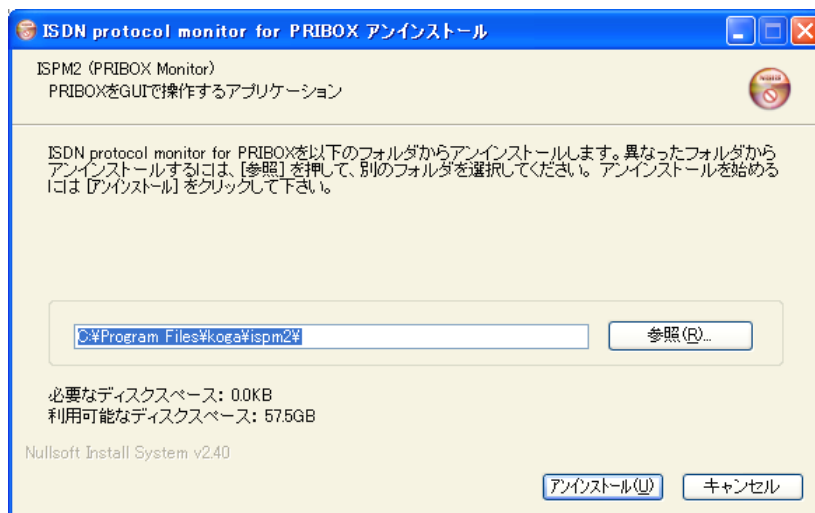 ISDN protocol monitor for PRIBOX アンインストール
ISPM2 (PRIBOX Monitor)
PRIBOXをGUIで操作するアプリケーション
ISDN protocol monitor for PRIBOXを以下のフォルダからアンインストールします。異なったフォルダから
アンインストールするには、[参照] を押して、別のフォルダを選択してください。アンインストールを始める
には [アンインストール] をクリックして下さい。
C:¥Program Files¥koga¥ispm2¥
参照(R)...
必要なディスクスペース: 0.0KB
利用可能なディスクスペース: 57.5GB
Nullsoft Install System v2.40
アンインストール(U)
キャンセル